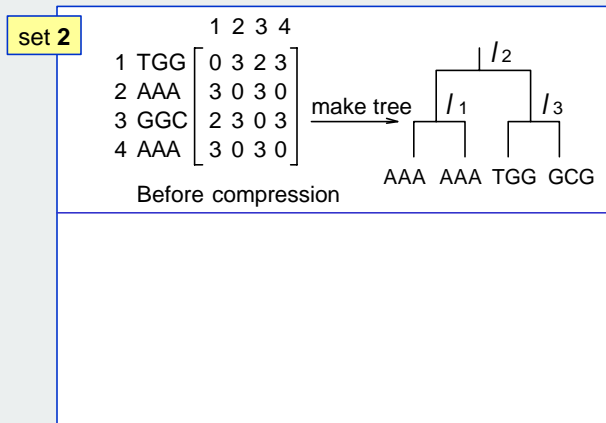 set 2
1 2 3 4
1 TGG 0 3 2 3
2 AAA 3 0 3 0
3 GGC 2 3 0 3
4 AAA 3 0 3 0
make tree
l2
l1 l3
AAA AAA TGG GCG
Before compression